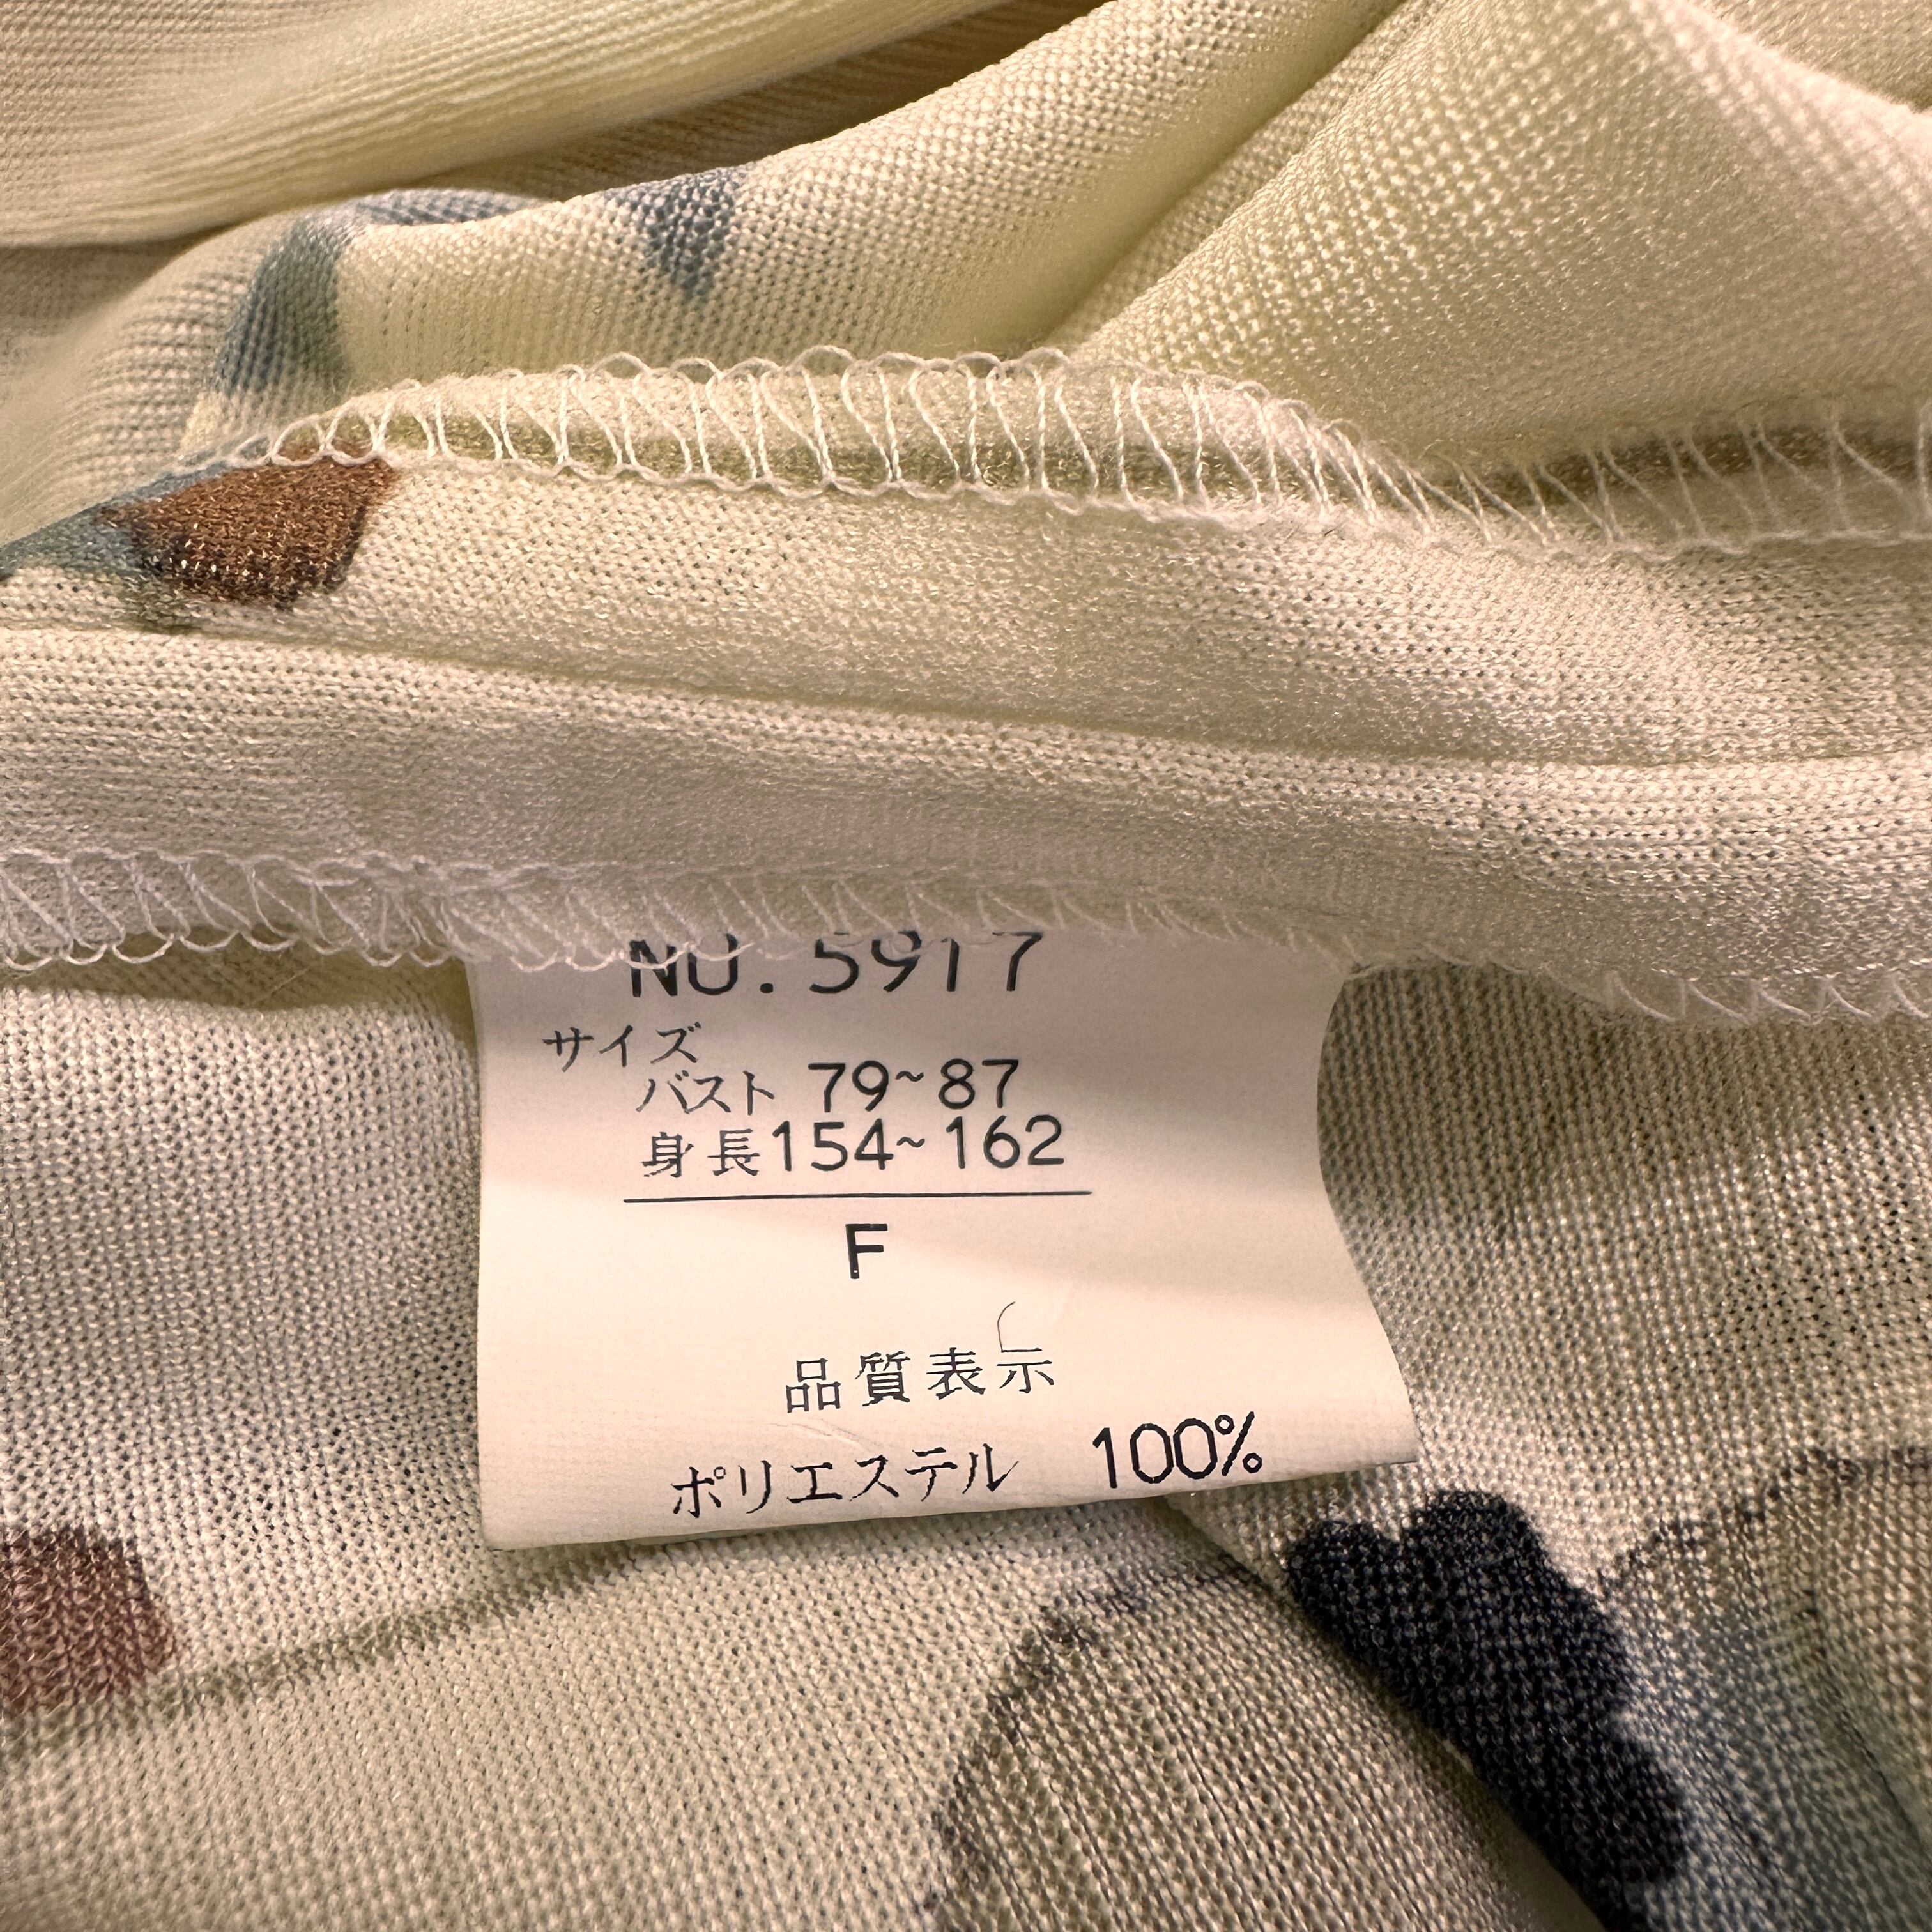 NO. 5917
サイズ
バスト 79~87
身長154~162
F
品質表示
ポリエステル 100%